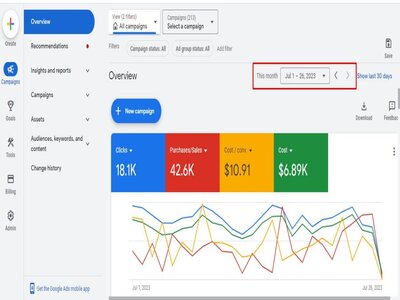 Create
Campaigns
Goals
Tools
Billing
Admin
Overview
Recommendations
Insights and reports
Campaigns
Assets
Audiences, keywords, and
content
Change history
Get the Google Ads mobile app
View (2 filters)
All campaigns
Campaigns (213)
Select a campaign
Filters
Campaign status: All
Ad group status: All
Add filter
Save
Overview
This month
Jul 1 – 26, 2023
Show last 30 days
+ New campaign
Download
Feedbac
Clicks
18.1K
Purchases/Sales
42.6K
Cost / conv.
$10.91
Cost
$6.89K
Jul 1, 2023
Jul 26, 2023